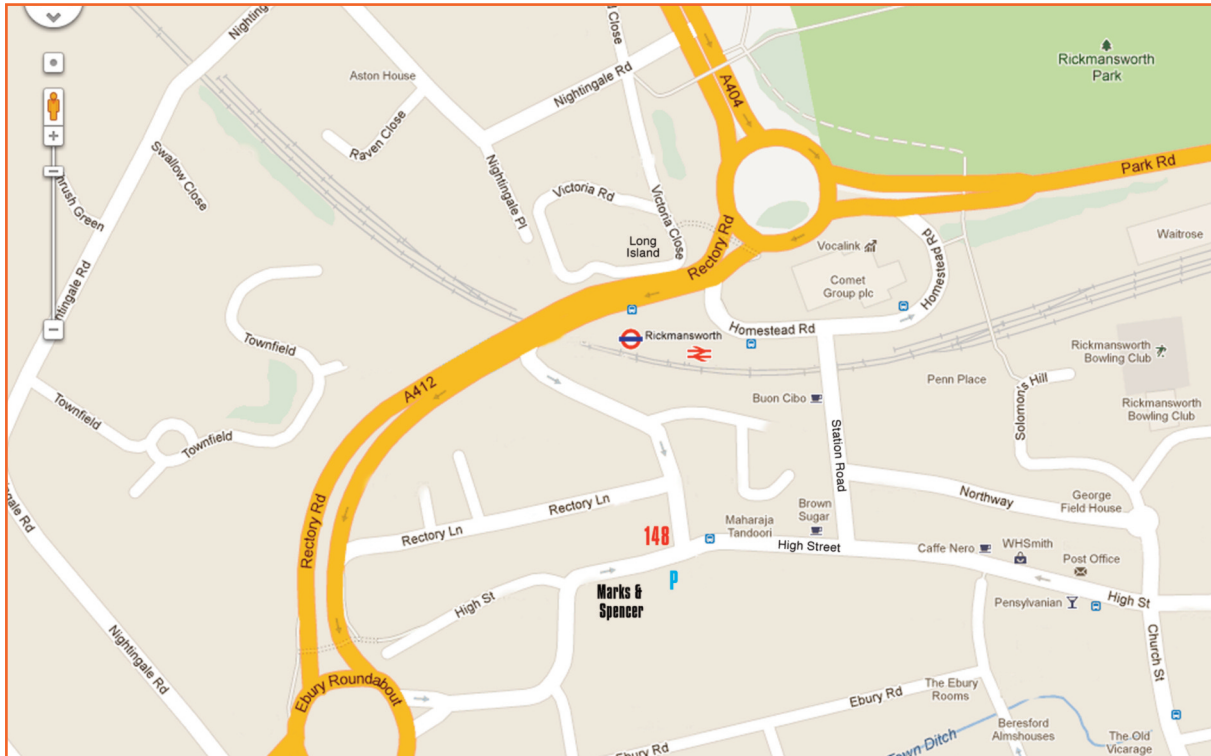 Nightingale Rd
Aston House
Nightingale Rd
Raven Close
Swallow Close
Green
Nightingale Pl
Victoria Rd
Victoria Close
Close
A404
Rickmansworth
Park
Park Rd
Waitrose
Long
Island
Rectory Rd
Vocalink
Comet
Group plc
Homestead Rd
Homestead Rd
Rickmansworth
Townfield
Townfield
Townfield
A412
Rickmansworth
Bowling Club
Rickmansworth
Bowling Club
Penn Place
Solomon's Hill
Buon Cibo
Station Road
Northway
George
Field House
Rectory Rd
Rectory Ln
Rectory Ln
148
P
Maharaja
Tandoori
Brown
Sugar
High Street
Caffe Nero
WHSmith
Post Office
Pensylvanian
High St
High St
Marks &
Spencer
Church St
Nightingale Rd
Ebury Roundabout
Ebury Rd
Ebury Rd
The Ebury
Rooms
Beresford
Almshouses
Town Ditch
The Old
Vicarage